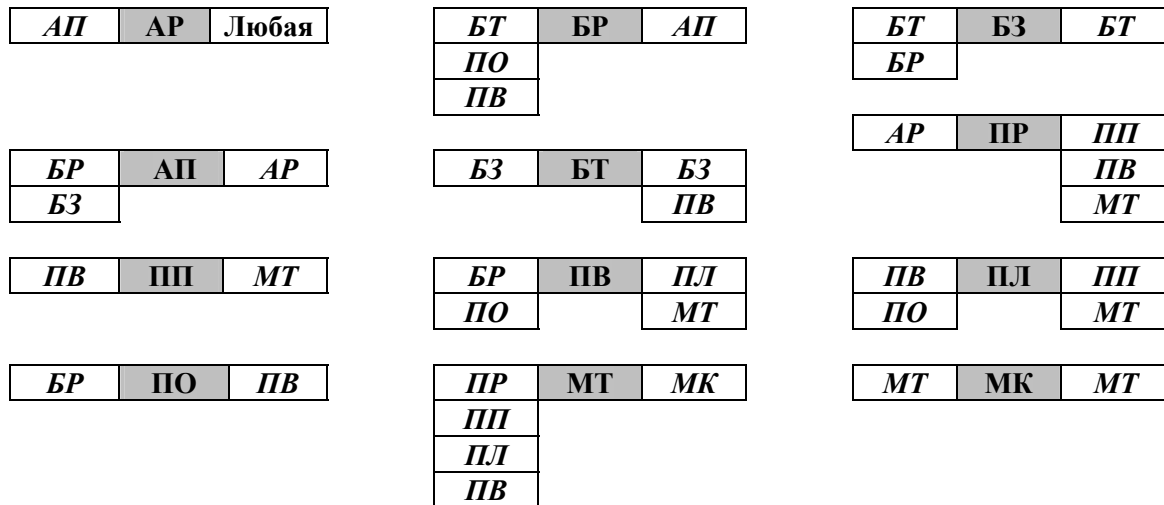 АП АР Любая
БТ БР АП
ПО
ПВ
БТ БЗ БТ
БР
АР ПР ПП
ПВ
МТ
БР АП АР
БЗ
БЗ БТ БЗ
ПВ
ПВ ПП МТ
БР ПВ ПЛ
ПО МТ
ПВ ПЛ ПП
ПО МТ
БР ПО ПВ
ПР МТ МК
ПП
ПЛ
ПВ
МТ МК МТ